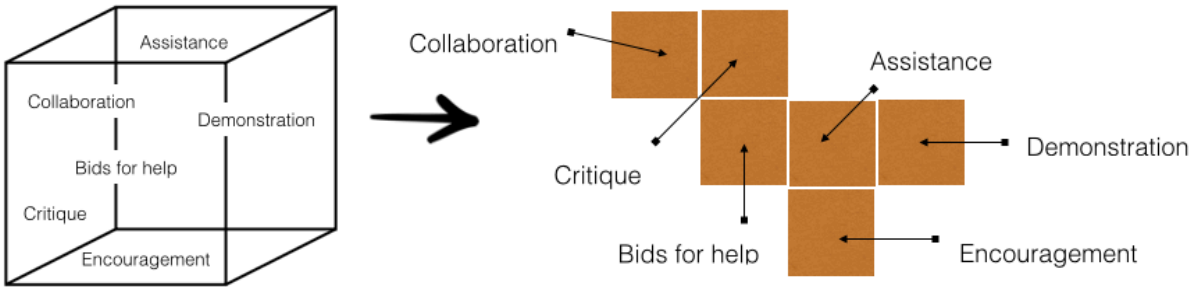 Assistance
Collaboration
Demonstration
Bids for help
Critique
Encouragement
Collaboration
Assistance
Critique
Demonstration
Bids for help
Encouragement